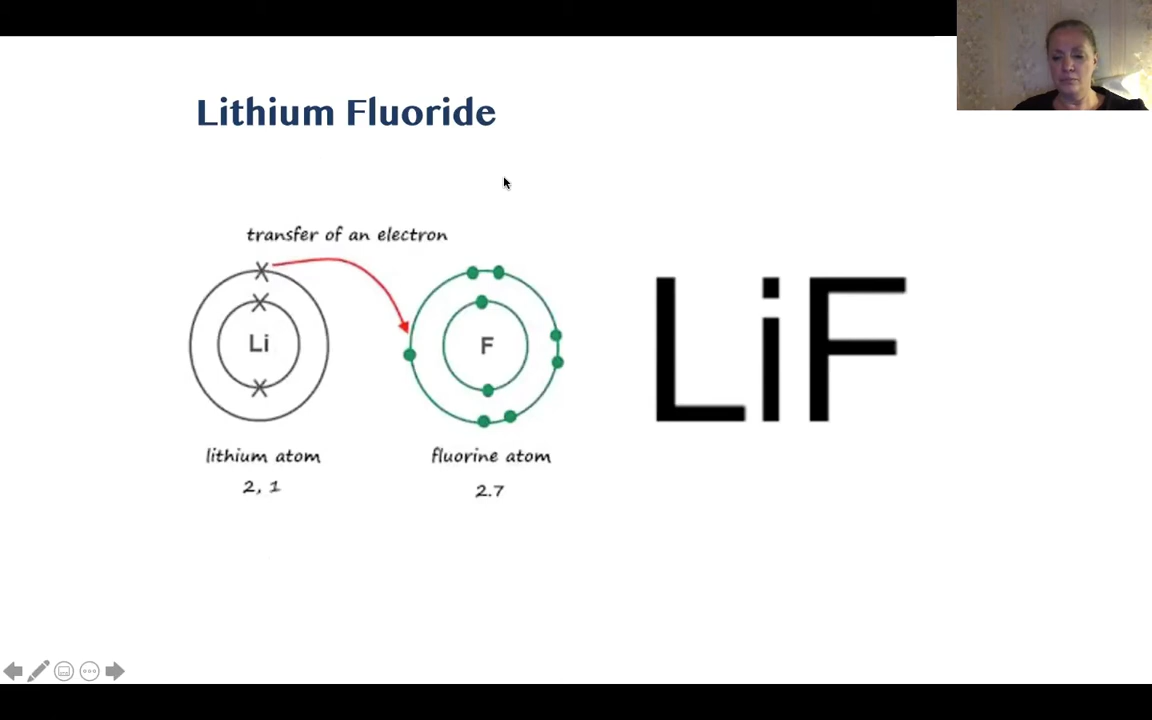 Lithium Fluoride
transfer of an electron
Li
F
LiF
lithium atom
fluorine atom
2, 1
2.7